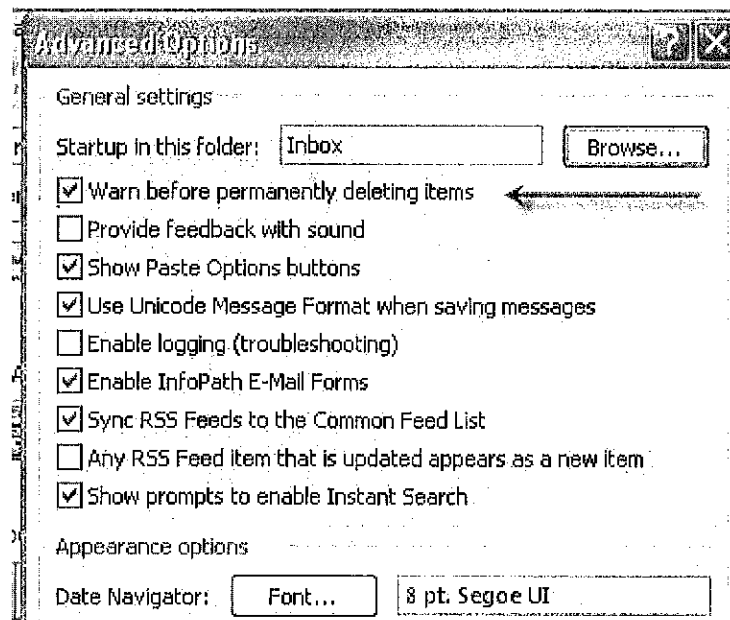 Advanced Options
General settings
Startup in this folder: Inbox Browse...
Warn before permanently deleting items
Provide feedback with sound
Show Paste Options buttons
Use Unicode Message Format when saving messages
Enable logging (troubleshooting)
Enable InfoPath E-Mail Forms
Sync RSS Feeds to the Common Feed List
Any RSS Feed item that is updated appears as a new item
Show prompts to enable Instant Search
Appearance options
Date Navigator: Font... 8 pt. Segoe UI